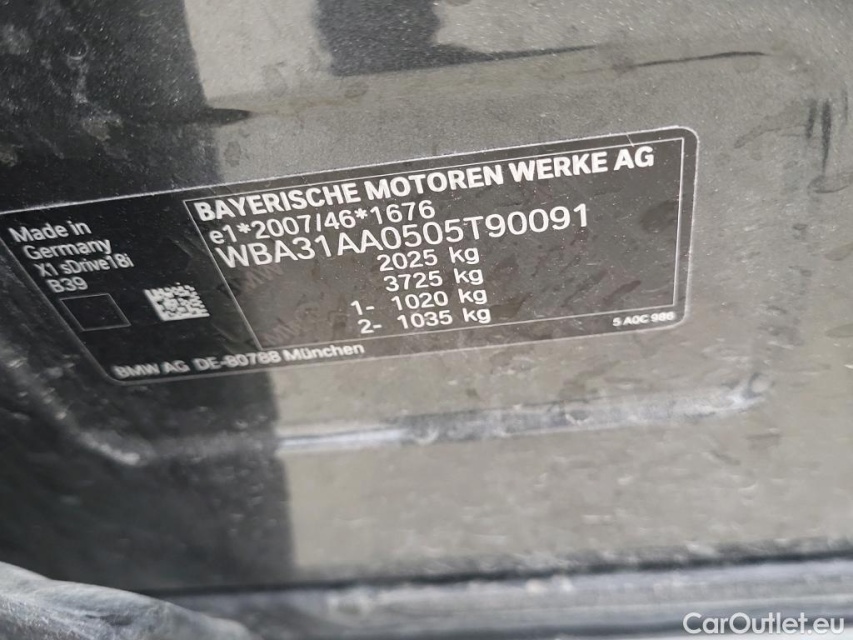 BAYERISCHE MOTOREN WERKE AG
e1*2007/46*1676
WBA31AA0505T90091
2025 kg
3725 kg
1- 1020 kg
2- 1035 kg
Made in
Germany
X1 sDrive18i
B39
5 A0C 986
BMW AG DE-80788 München
CarOutlet.eu